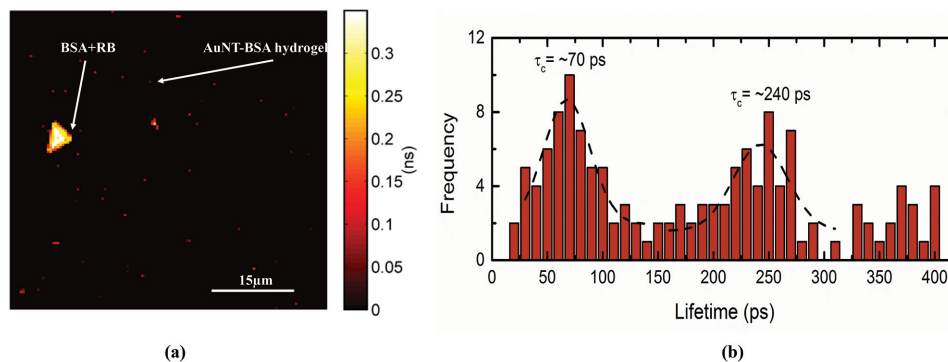 BSA+RB
AuNT-BSA hydrogel
15µm
0.3
0.25
0.2
0.15
0.1
0.05
0
(ns)
(a)
b)
τc= ~70 ps
τc= ~240 ps
12
8
4
0
Frequency
0 50 100 150 200 250 300 350 400
Lifetime (ps)
(b)